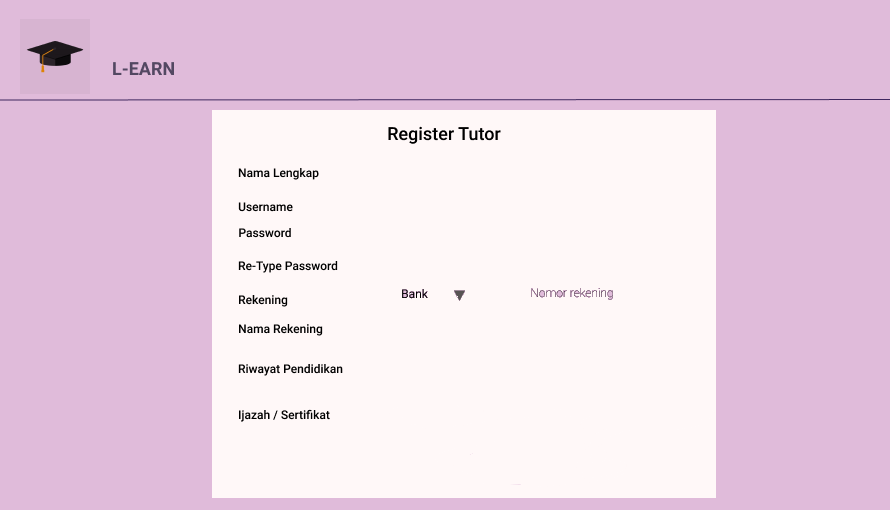 L-EARN
Register Tutor
Nama Lengkap
Username
Password
Re-Type Password
Rekening Bank Nomor rekening
Nama Rekening
Riwayat Pendidikan
Ijazah / Sertifikat